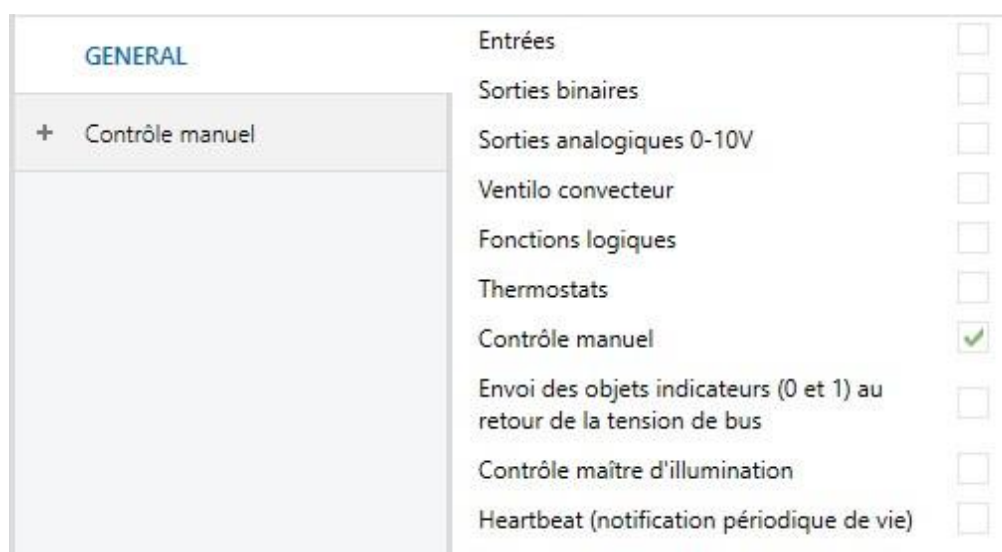 GENERAL
+ Contrôle manuel
Entrées
Sorties binaires
Sorties analogiques 0-10V
Ventilo convecteur
Fonctions logiques
Thermostats
Contrôle manuel
Envoi des objets indicateurs (0 et 1) au
retour de la tension de bus
Contrôle maître d'illumination
Heartbeat (notification périodique de vie)